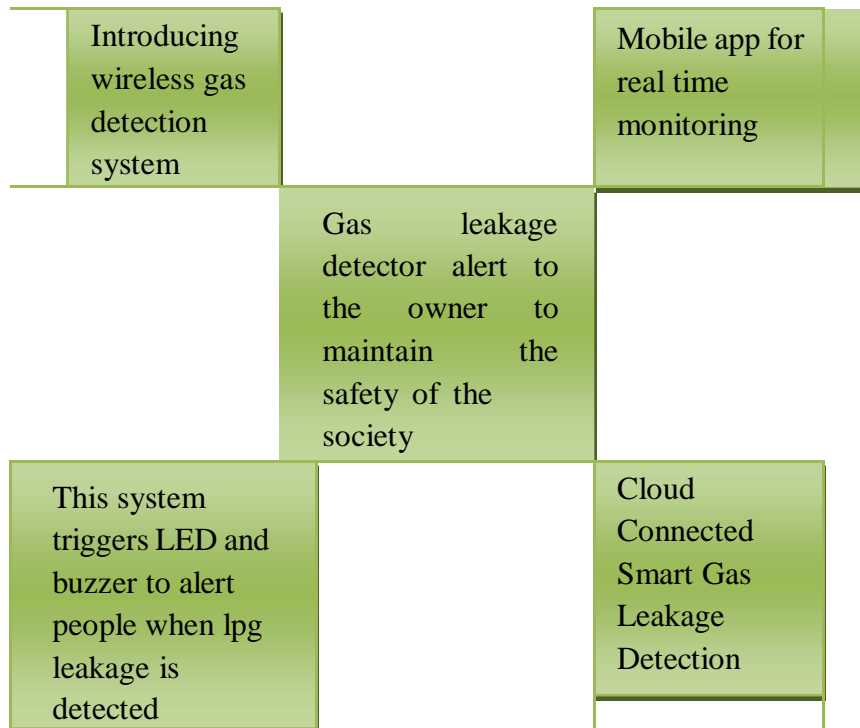 Introducing
wireless gas
detection
system
Mobile app for
real time
monitoring
Gas leakage
detector alert to
the owner to
maintain the
safety of the
society
This system
triggers LED and
buzzer to alert
people when lpg
leakage is
detected
Cloud
Connected
Smart Gas
Leakage
Detection